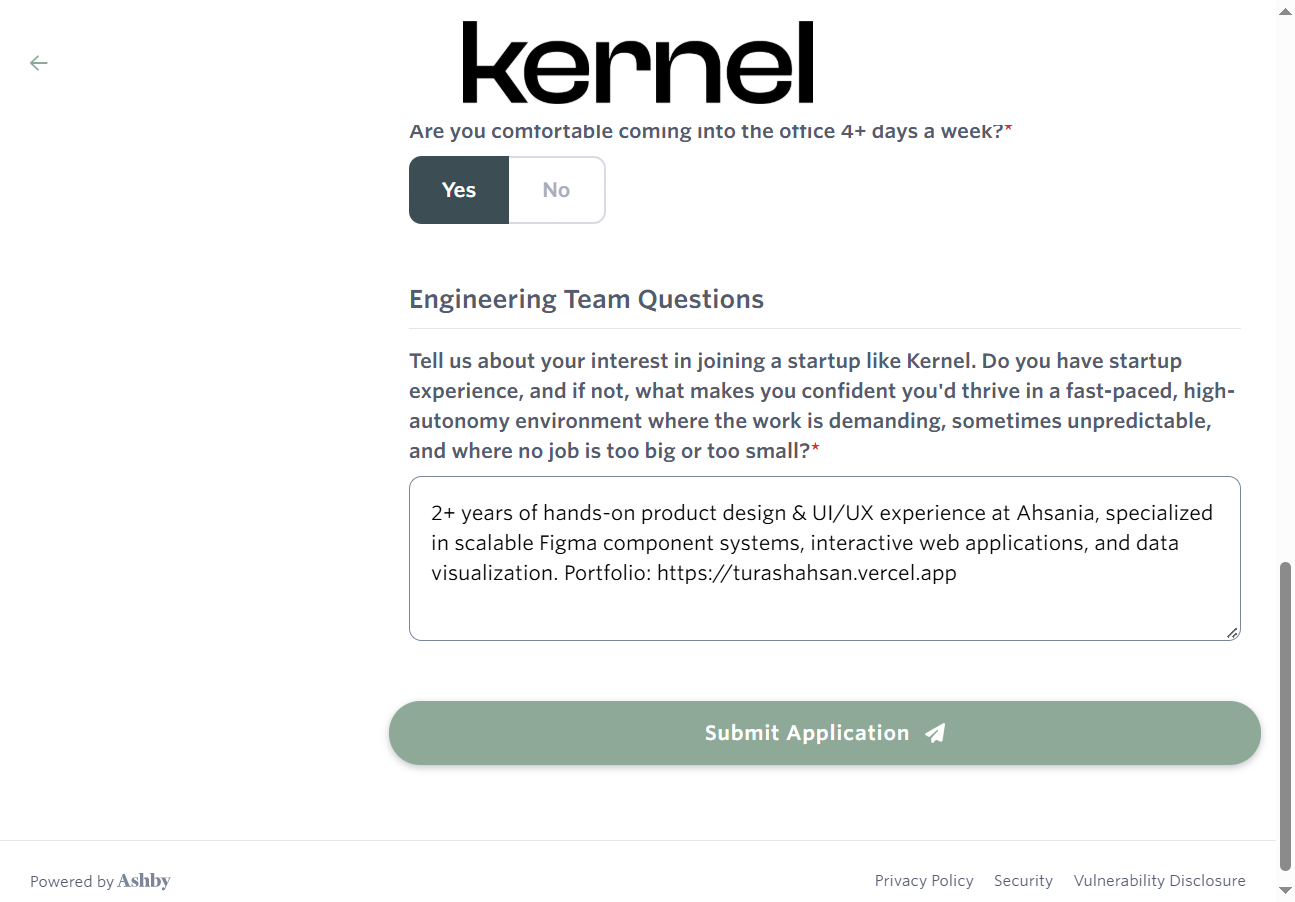 kernel
Are you comfortable coming into the office 4+ days a week?*
Yes No
Engineering Team Questions
Tell us about your interest in joining a startup like Kernel. Do you have startup
experience, and if not, what makes you confident you'd thrive in a fast-paced, high-
autonomy environment where the work is demanding, sometimes unpredictable,
and where no job is too big or too small?*
2+ years of hands-on product design & UI/UX experience at Ahsania, specialized
in scalable Figma component systems, interactive web applications, and data
visualization. Portfolio: https://turashahsan.vercel.app
Submit Application
Powered by Ashby Privacy Policy Security Vulnerability Disclosure